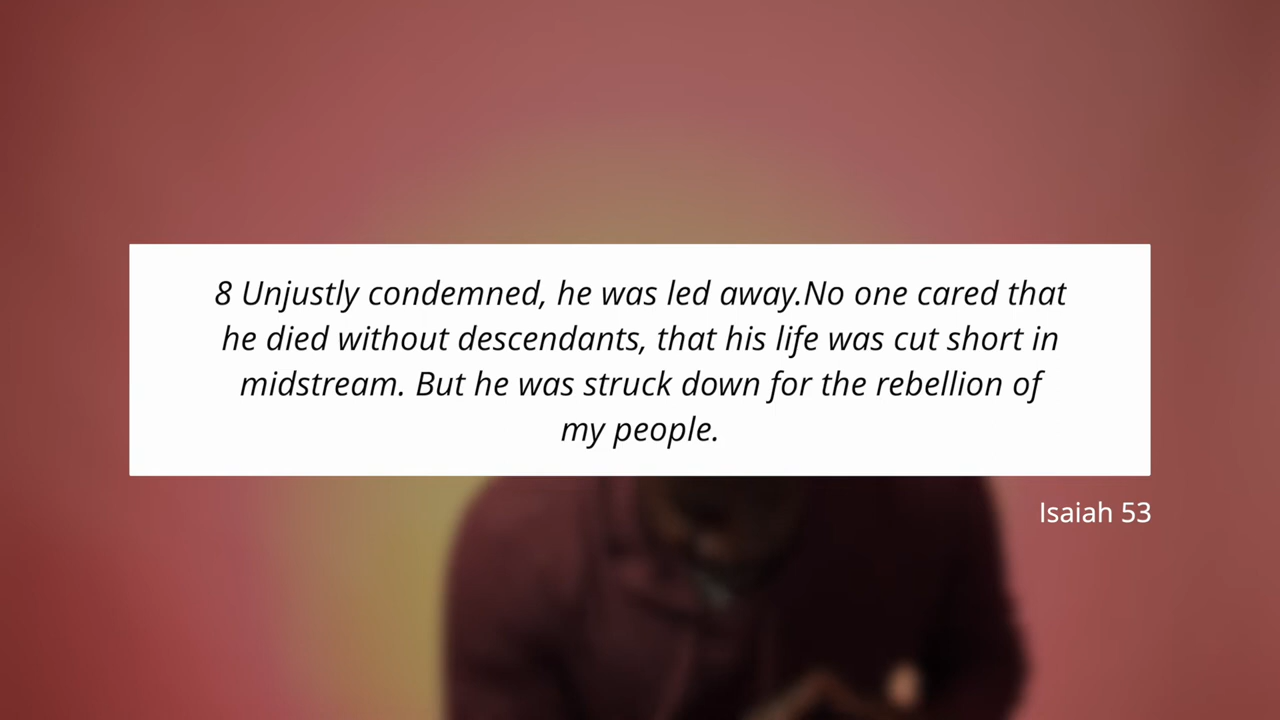 8 Unjustly condemned, he was led away.No one cared that
he died without descendants, that his life was cut short in
midstream. But he was struck down for the rebellion of
my people.
Isaiah 53